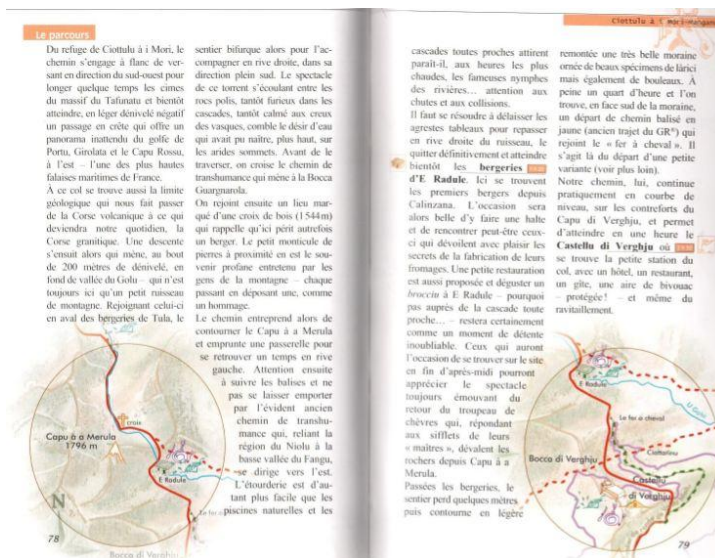 Le parcours
Du refuge de Ciottulu à i Mori, le
chemin s'engage à flanc de ver-
sant en direction du sud-ouest pour
longer quelque temps les cimes
du massif du Tafunatu et bientôt
atteindre, en léger dénivelé négatif
un passage en crête qui offre un
panorama inattendu du golfe de
Portu, Girolata et le Capu Rossu,
à l'est – l'une des plus hautes
falaises maritimes de France.
À ce col se trouve aussi la limite
géologique qui nous fait passer
de la Corse volcanique à ce qui
deviendra notre quotidien, la
Corse granitique. Une descente
s'ensuit alors qui mène, au bout
de 200 mètres de dénivelé, en
fond de vallée du Golu – qui n'est
toujours ici qu'un petit ruisseau
de montagne. Rejoignant celui-ci
en aval des bergeries de Tula, le
sentier bifurque alors pour l'ac-
compagner en rive droite, dans sa
direction plein sud. Le spectacle
de ce torrent s'écoulant entre les
rocs polis, tantôt furieux dans les
cascades, tantôt calmé aux creux
des vasques, comble le désir d'eau
qui avait pu naître, plus haut, sur
les arides sommets. Avant de le
traverser, on croise le chemin de
transhumance qui mène à la Bocca
Guargnarola.
On rejoint ensuite un lieu mar-
qué d'une croix de bois (1 544 m)
qui rappelle qu'ici périt autrefois
un berger. Le petit monticule de
pierres à proximité en est le sou-
venir profane entretenu par les
gens de la montagne – chaque
passant en déposant une, comme
un hommage.
Le chemin entreprend alors de
contourner le Capu à a Merula
et emprunte une passerelle pour
se retrouver un temps en rive
gauche. Attention ensuite
à suivre les balises et ne
pas se laisser emporter
par l'évident ancien
chemin de transhu-
mance qui, reliant la
région du Niolu à la
basse vallée du Fangu,
se dirige vers l'est.
L'étourderie est d'au-
tant plus facile que les
piscines naturelles et les
croix
Capu à a Merula
1796 m
E Radule
N
Le fer à
Bocca di Verghju
78
Ciottulu à i Mori-Mangan
cascades toutes proches attirent
paraît-il, aux heures les plus
chaudes, les fameuses nymphes
des rivières... attention aux
chutes et aux collisions.
Il faut se résoudre à délaisser les
agrestes tableaux pour repasser
en rive droite du ruisseau, le
quitter définitivement et atteindre
bientôt les bergeries
d'E Radule. Ici se trouvent
les premiers bergers depuis
Calinzana. L'occasion sera
alors belle d'y faire une halte
et de rencontrer peut-être ceux-
ci qui dévoilent avec plaisir les
secrets de la fabrication de leurs
fromages. Une petite restauration
est aussi proposée et déguster un
brocciu à E Radule – pourquoi
pas auprès de la cascade toute
proche... – restera certainement
comme un moment de détente
inoubliable. Ceux qui auront
l'occasion de se trouver sur le site
en fin d'après-midi pourront
apprécier le spectacle
toujours émouvant du
retour du troupeau de
chèvres qui, répondant
aux sifflets de leurs
« maîtres », dévalent les
rochers depuis Capu à a
Merula.
Passées les bergeries, le
sentier perd quelques mètres
puis contourne en légère
remontée une très belle moraine
ornée de beaux spécimens de lárici
mais également de bouleaux. À
peine un quart d'heure et l'on
trouve, en face sud de la moraine,
un départ de chemin balisé en
jaune (ancien trajet du GR®) qui
rejoint le « fer à cheval ». Il
s'agit là du départ d'une petite
variante (voir plus loin).
Notre chemin, lui, continue
pratiquement en courbe de
niveau, sur les contreforts du
Capu di Verghju, et permet
d'atteindre en une heure le
Castellu di Verghju où
se trouve la petite station du
col, avec un hôtel, un restaurant,
un gîte, une aire de bivouac
– protégée ! – et même du
ravitaillement.
E Radule
U Golu
Le fer à cheval
Ciattarinu
Bocca di Verghju
Castellu
di Verghju
79